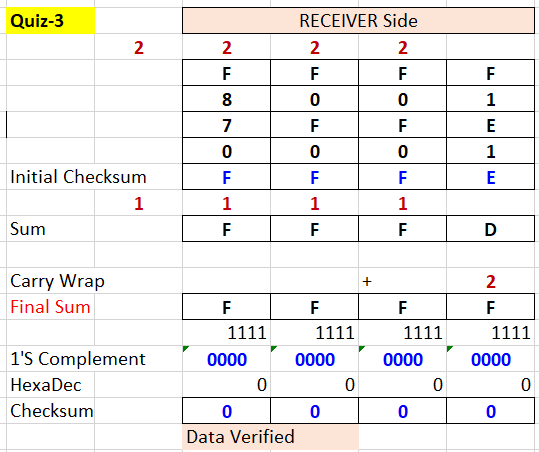 Quiz-3 RECEIVER Side
2 2 2 2
F F F F
8 0 0 1
7 F F E
0 0 0 1
Initial Checksum F F F E
1 1 1 1
Sum F F F D
Carry Wrap + 2
Final Sum F F F F
1111 1111 1111 1111
1'S Complement 0000 0000 0000 0000
HexaDec 0 0 0 0
Checksum 0 0 0 0
Data Verified